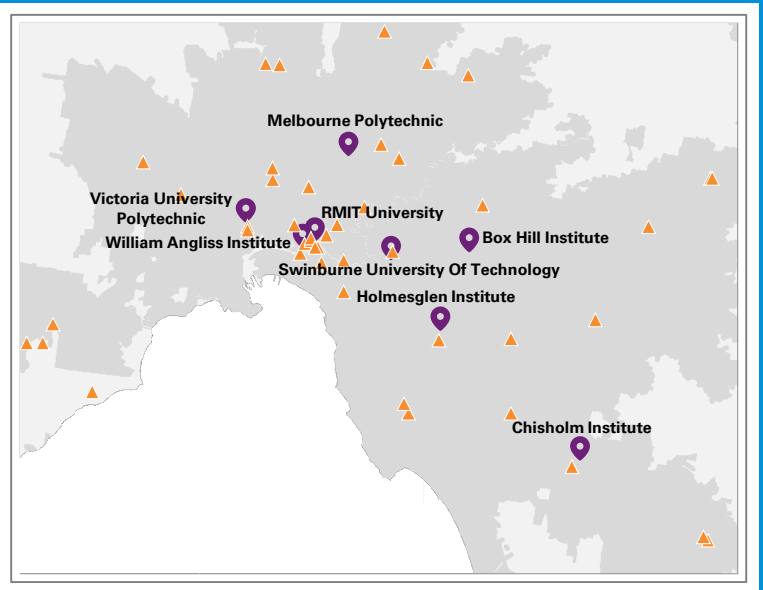 Melbourne Polytechnic
Victoria University
Polytechnic
RMIT University
William Angliss Institute
Box Hill Institute
Swinburne University Of Technology
Holmesglen Institute
Chisholm Institute